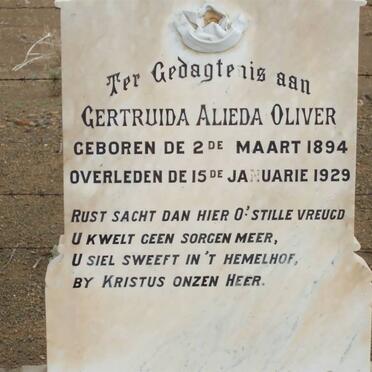 Ter Gedagtenis aan
GERTRUIDA ALIEDA OLIVER
GEBOREN DE 2DE MAART 1894
OVERLEDEN DE 15DE JANUARIE 1929
RUST SACHT DAN HIER O'STILLE VREUGD
U KWELT GEEN SORGEN MEER,
U SIEL SWEEFT IN'T HEMELHOF,
BY KRISTUS ONZEN HEER.